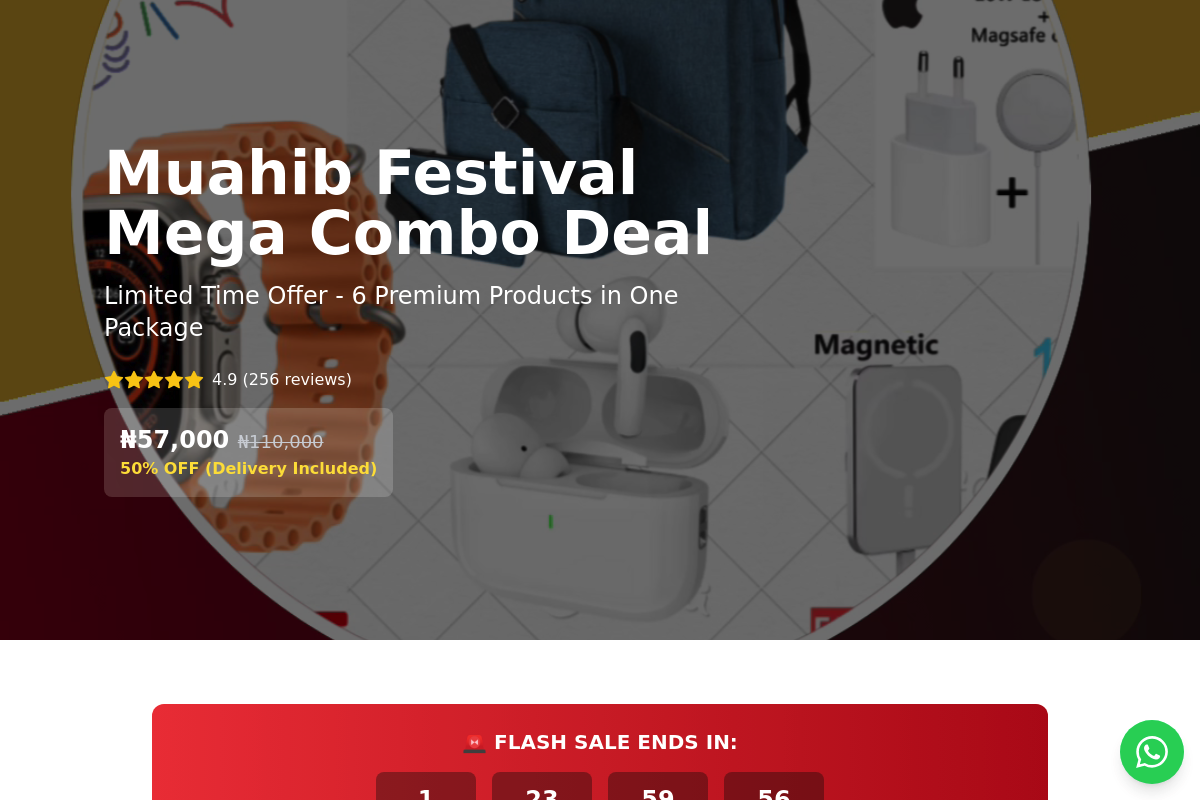 +
Magsafe
+
Muahib Festival
Mega Combo Deal
Limited Time Offer - 6 Premium Products in One
Package
4.9 (256 reviews)
₦57,000 ₦110,000
50% OFF (Delivery Included)
Magnetic
🚨 FLASH SALE ENDS IN:
1 23 59 56